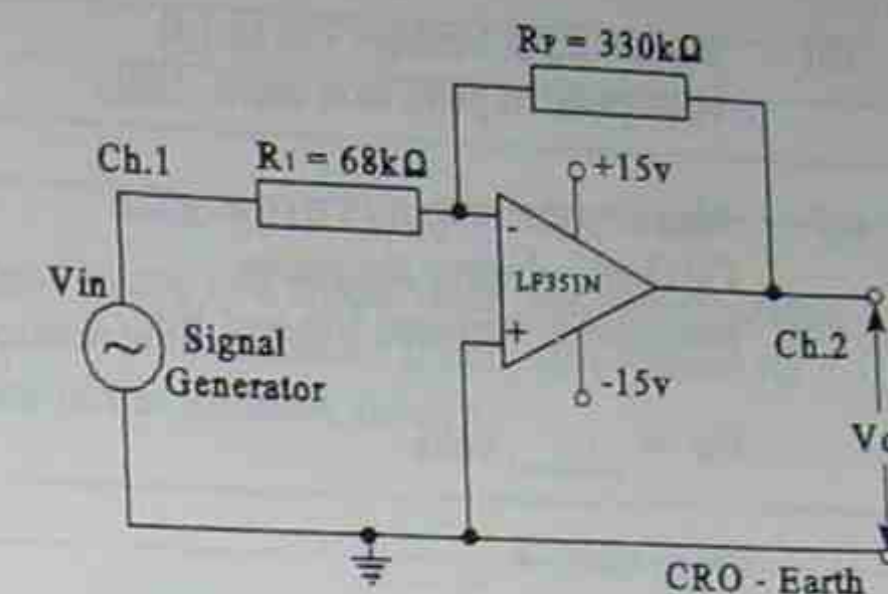 RF = 330kΩ
Ch.1
R1 = 68kΩ
+15v
Vin
-
LF351N
Signal
Generator
+
Ch.2
-15v
CRO - Earth